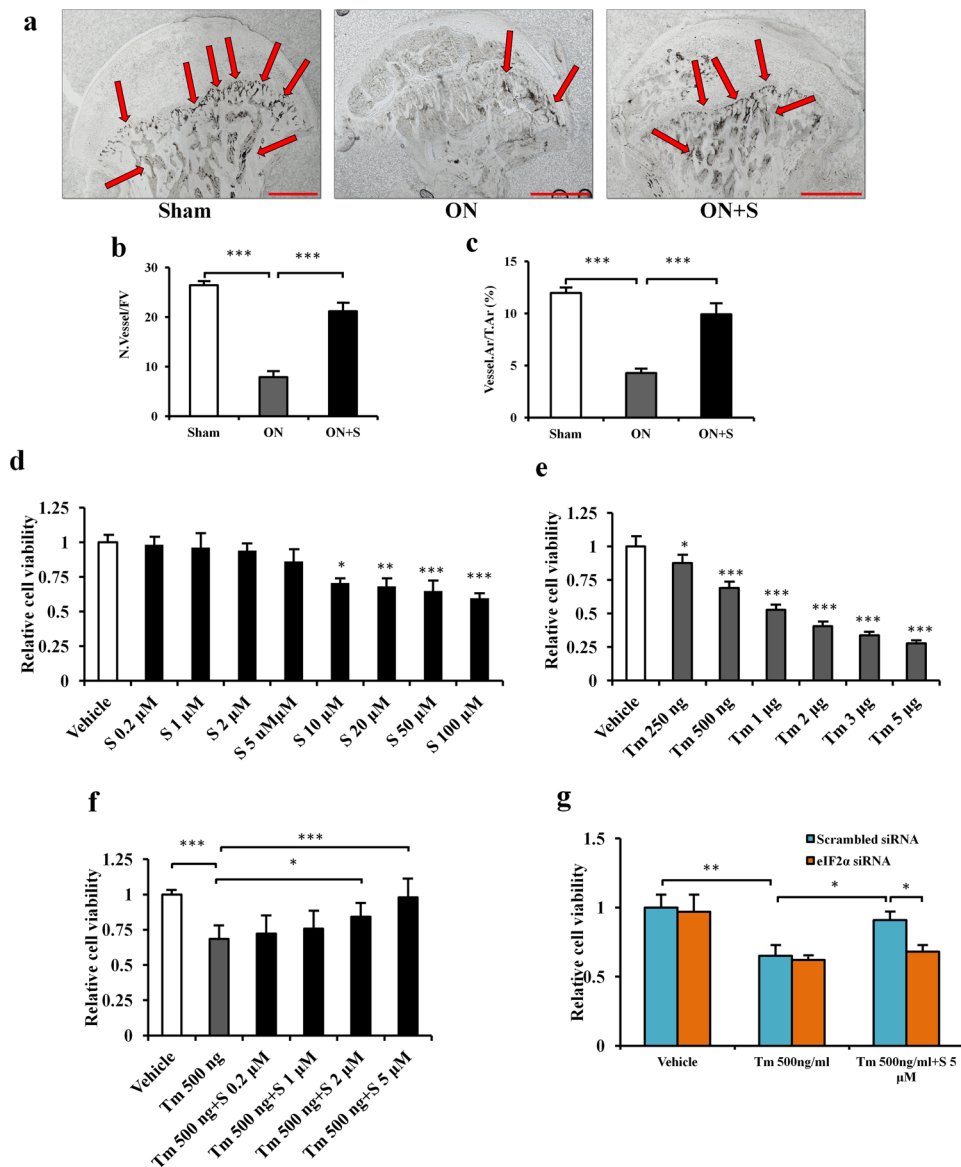 a
Sham
ON
ON+S
b
***
***
30
20
10
0
N.Vessel/FV
Sham
ON
ON+S
c
***
***
15
10
5
0
Vessel.Ar/T.Ar (%)
Sham
ON
ON+S
d
1.25
1
0.75
0.5
0.25
0
Relative cell viability
*
**
***
***
Vehicle
S 0.2 µM
S 1 µM
S 2 µM
S 5 uMµM
S 10 µM
S 20 µM
S 50 µM
S 100 µM
e
1.25
1
0.75
0.5
0.25
0
Relative cell viability
*
***
***
***
***
***
Vehicle
Tm 250 ng
Tm 500 ng
Tm 1 µg
Tm 2 µg
Tm 3 µg
Tm 5 µg
f
1.25
1
0.75
0.5
0.25
0
Relative cell viability
***
***
*
Vehicle
Tm 500 ng
Tm 500 ng+S 0.2 µM
Tm 500 ng+S 1 µM
Tm 500 ng+S 2 µM
Tm 500 ng+S 5 µM
g
1.5
1
0.5
0
Relative cell viability
Scrambled siRNA
eIF2α siRNA
**
*
*
Vehicle
Tm 500ng/ml
Tm 500ng/ml+S 5
µM